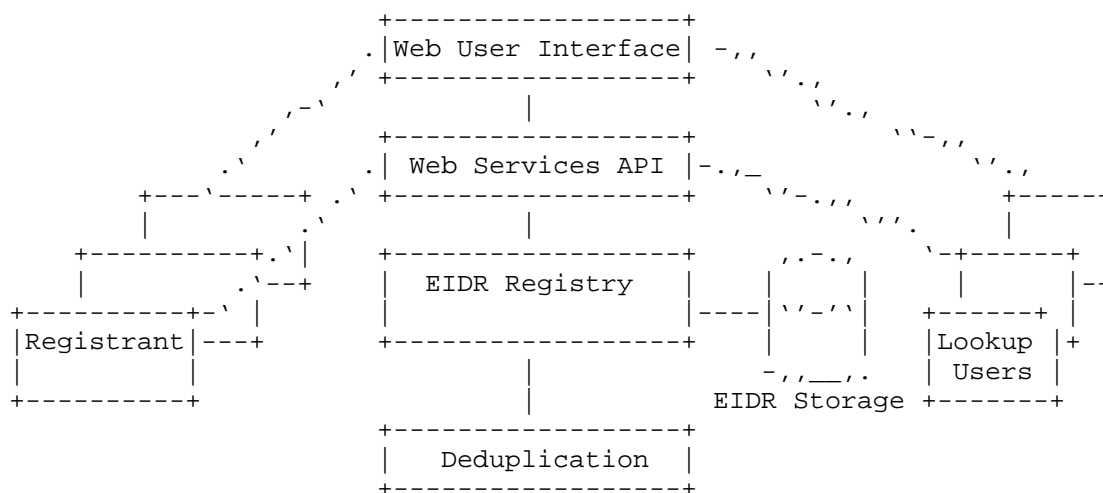 Web User Interface
Web Services API
EIDR Registry
Registrant
Lookup
Users
EIDR Storage
Deduplication